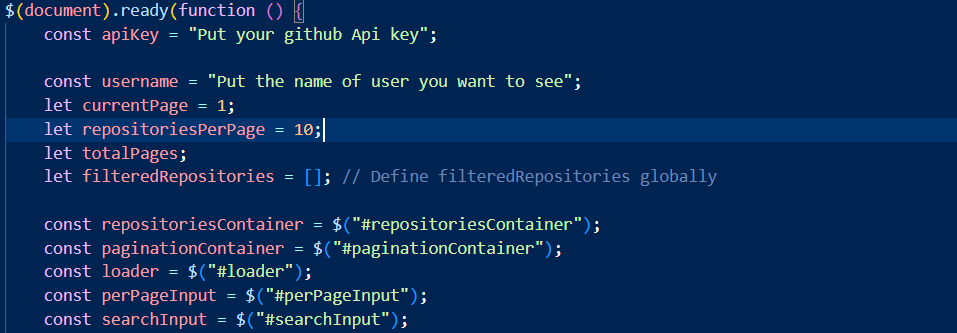 $(document).ready(function () {
const apiKey = "Put your github Api key";
const username = "Put the name of user you want to see";
let currentPage = 1;
let repositoriesPerPage = 10;
let totalPages;
let filteredRepositories = []; // Define filteredRepositories globally
const repositoriesContainer = $("#repositoriesContainer");
const paginationContainer = $("#paginationContainer");
const loader = $("#loader");
const perPageInput = $("#perPageInput");
const searchInput = $("#searchInput");